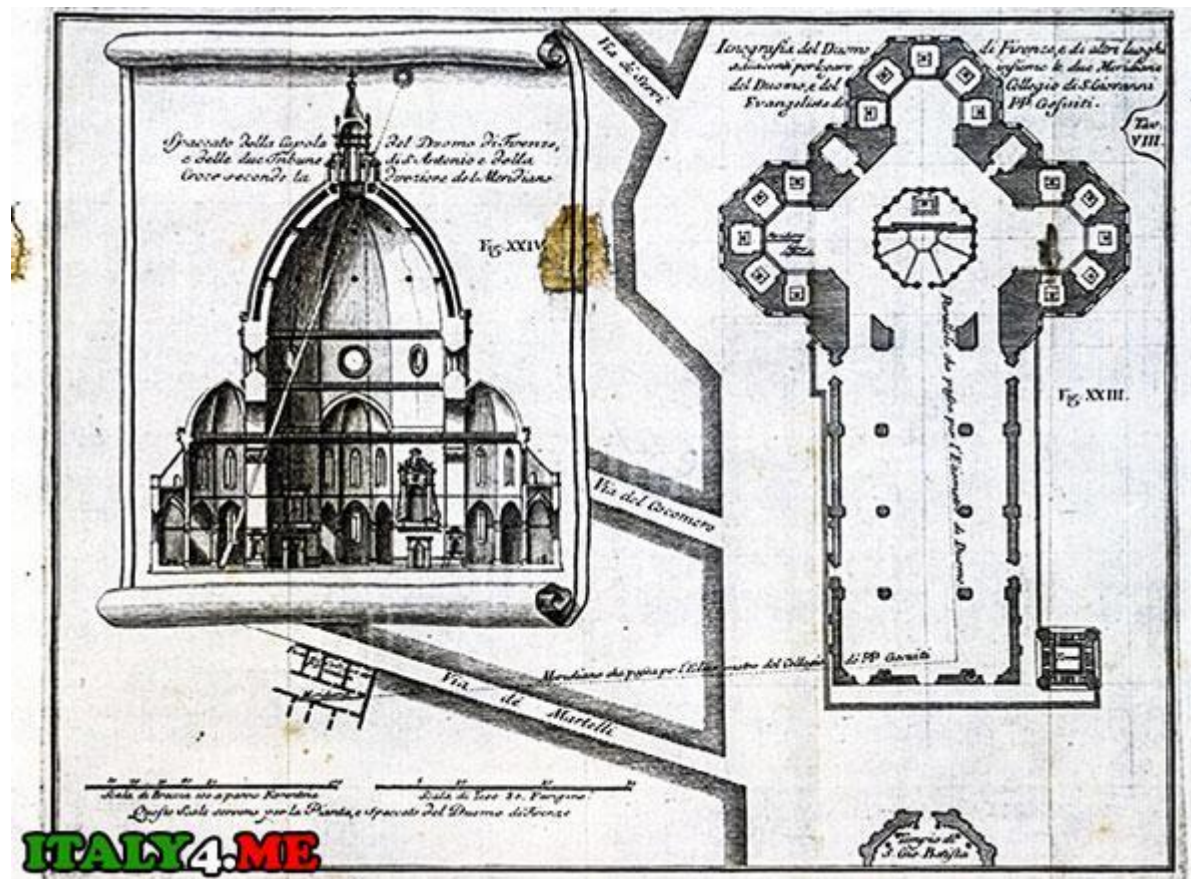 Spaccato della Cupola del Duomo di Firenze,
e delle due Tribune di S. Antonio e della
Croce secondo la direzione del Meridiano
Fig. XXIV.
Via de Servi
Icnografia del Duomo di Firenze, e di altri luoghi
adiacenti per insieme le due Meridiane
del Duomo, e del Collegio di S. Giovanni
Evangelista de PP. Gesuiti.
Tav.
VIII.
Fig. XXIII.
Via del Cocomero
Meridiano che passa per l' del Collegio di PP. Gesuiti
Via de Martelli
Scala di Braccia 100 a panno Fiorentine
Scala di Tese 30. Parigine
Queste Scale servono per la Pianta, e Spaccato del Duomo di Firenze
Tempio di
S. Gio. Batista
ITALY4.ME